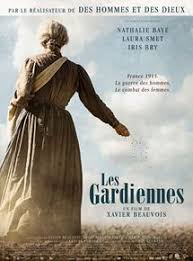 PAR LE RÉALISATEUR DE DES HOMMES ET DES DIEUX
NATHALIE BAYE
LAURA SMET
IRIS BRY
France 1915.
La guerre des hommes,
Le combat des femmes.
Les
Gardiennes
UN FILM DE
XAVIER BEAUVOIS